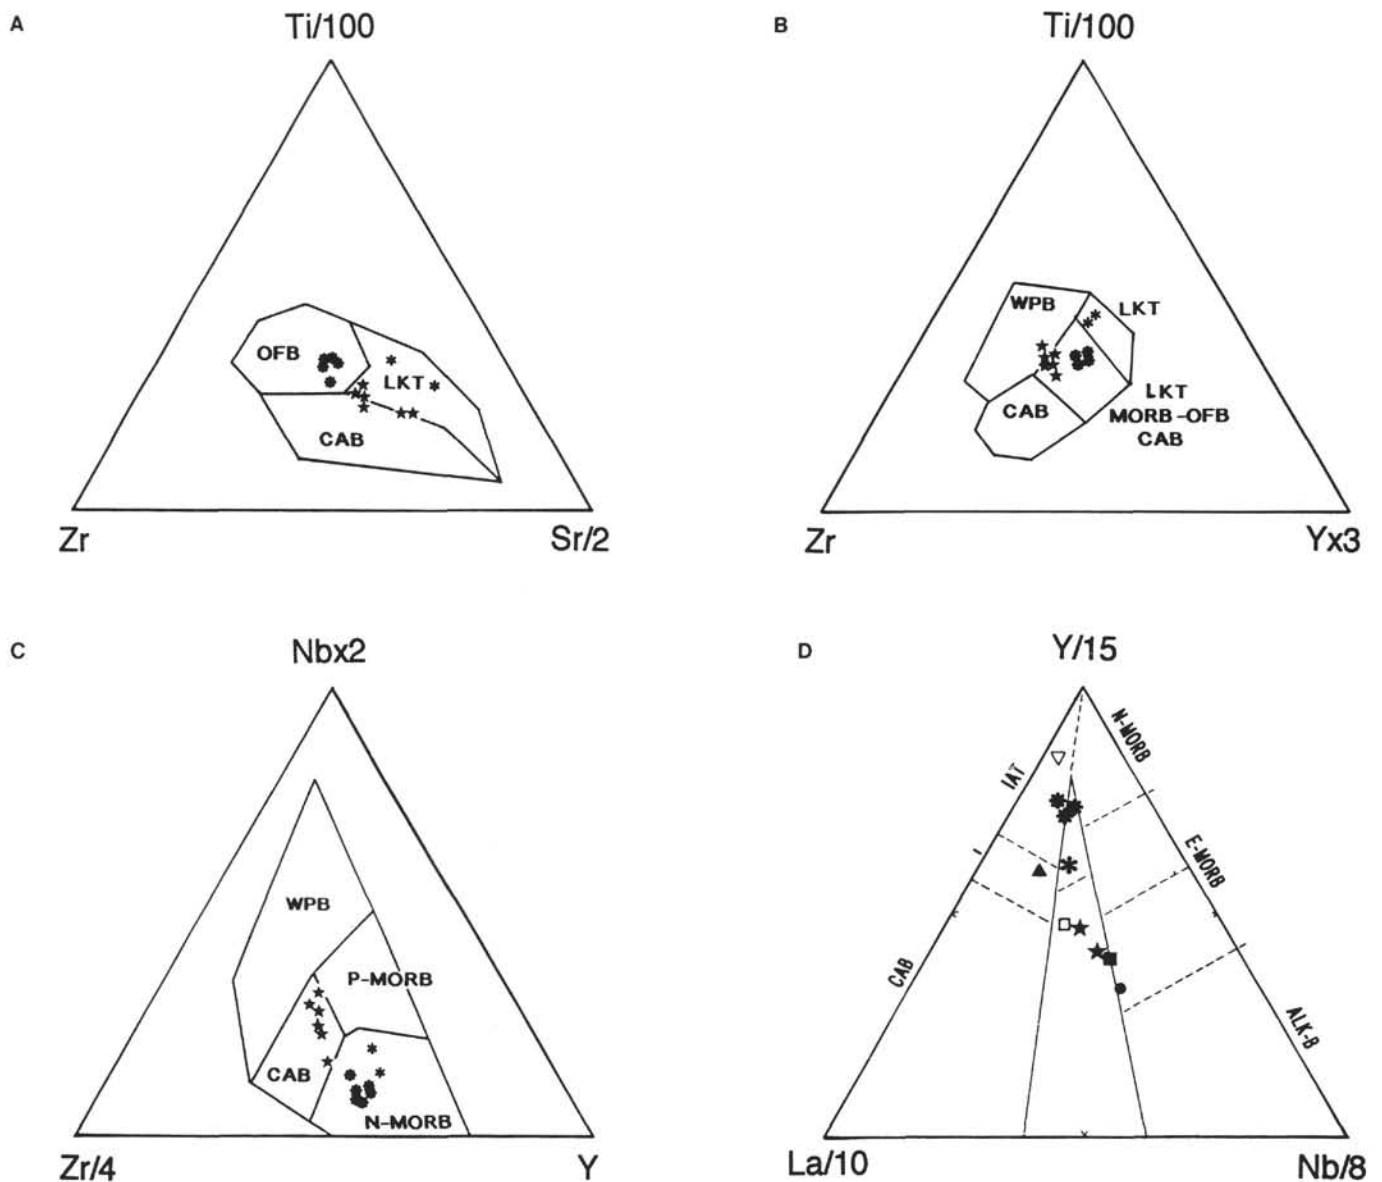 A
Ti/100
OFB
LKT
CAB
Zr
Sr/2
B
Ti/100
WPB
LKT
CAB
LKT
MORB-OFB
CAB
Zr
Yx3
C
Nbx2
WPB
P-MORB
CAB
N-MORB
Zr/4
Y
D
Y/15
N-MORB
IAT
I
E-MORB
CAB
ALK-B
La/10
Nb/8